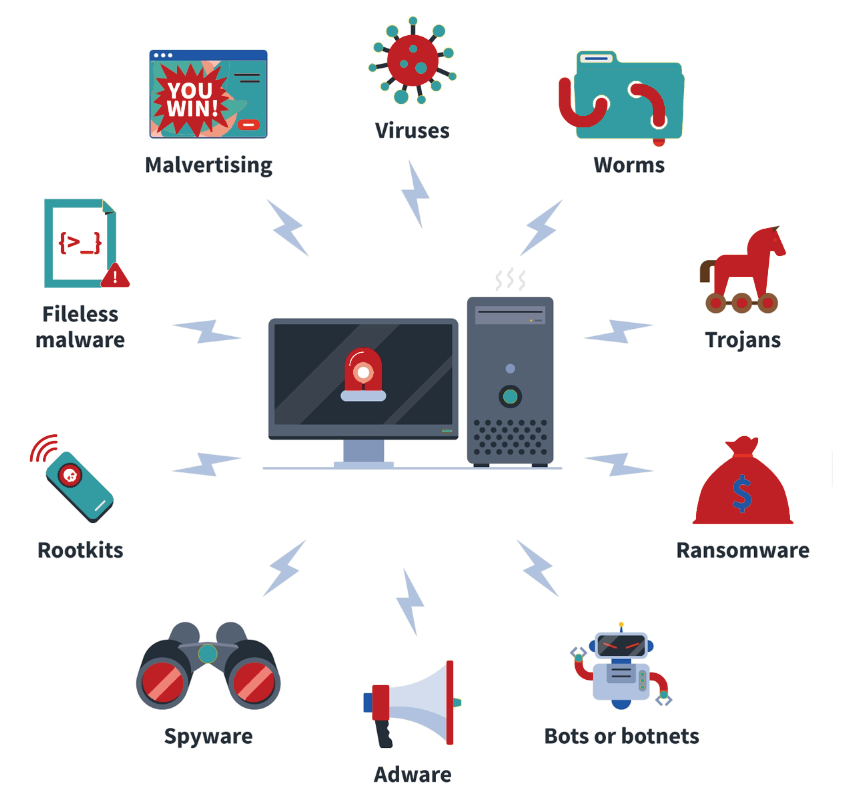 YOU
WIN!
Malvertising
Viruses
Worms
{>_}
!
Fileless
malware
Trojans
Rootkits
$
Ransomware
Spyware
Adware
Bots or botnets